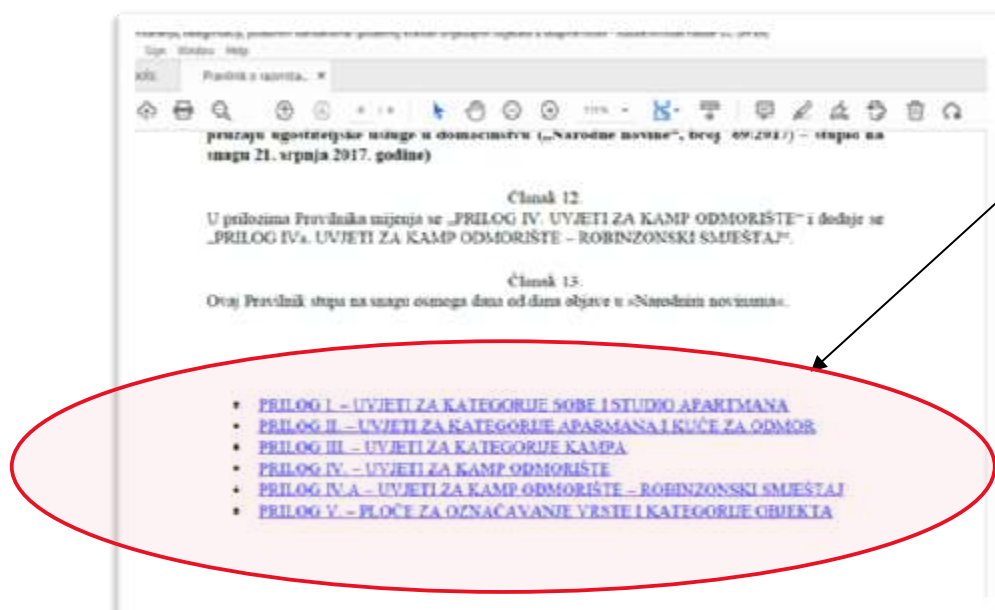 Sign Window Help
Pravilnik o razvrsta...
pružaju ugostiteljske usluge u domaćinstvu („Narodne novine“, broj 69/2017) – stupio na
snagu 21. srpnja 2017. godine)
Članak 12.
U prilozima Pravilnika mijenja se „PRILOG IV. UVJETI ZA KAMP ODMORIŠTE“ i dodaje se
„PRILOG IVa. UVJETI ZA KAMP ODMORIŠTE – ROBINZONSKI SMJEŠTAJ“.
Članak 13.
Ovaj Pravilnik stupa na snagu osmoga dana od dana objave u »Narodnim novinama«.
• PRILOG I. – UVJETI ZA KATEGORIJE SOBE I STUDIO APARTMANA
• PRILOG II. – UVJETI ZA KATEGORIJE APARMANA I KUĆE ZA ODMOR
• PRILOG III. – UVJETI ZA KATEGORIJE KAMPA
• PRILOG IV. – UVJETI ZA KAMP ODMORIŠTE
• PRILOG IV.A – UVJETI ZA KAMP ODMORIŠTE – ROBINZONSKI SMJEŠTAJ
• PRILOG V. – PLOČE ZA OZNAČAVANJE VRSTE I KATEGORIJE OBJEKTA